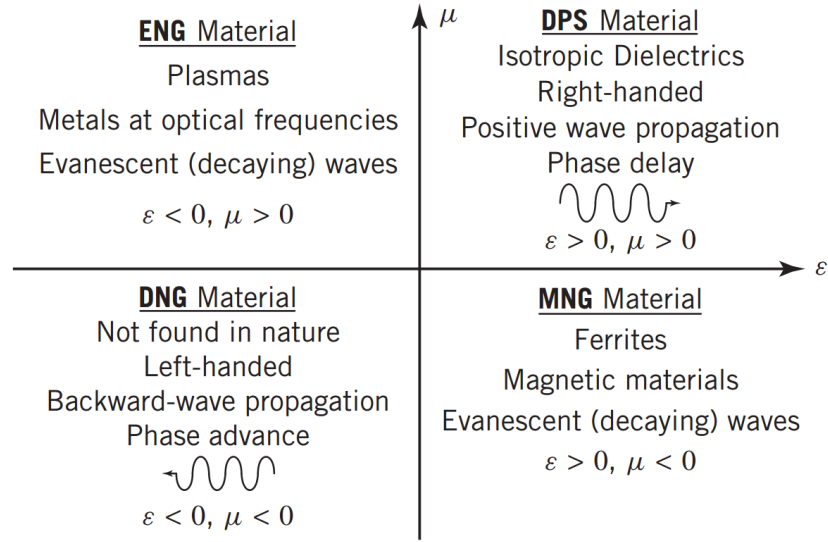 μ
ε
ENG Material
Plasmas
Metals at optical frequencies
Evanescent (decaying) waves
ε < 0, μ > 0
DPS Material
Isotropic Dielectrics
Right-handed
Positive wave propagation
Phase delay
ε > 0, μ > 0
DNG Material
Not found in nature
Left-handed
Backward-wave propagation
Phase advance
ε < 0, μ < 0
MNG Material
Ferrites
Magnetic materials
Evanescent (decaying) waves
ε > 0, μ < 0